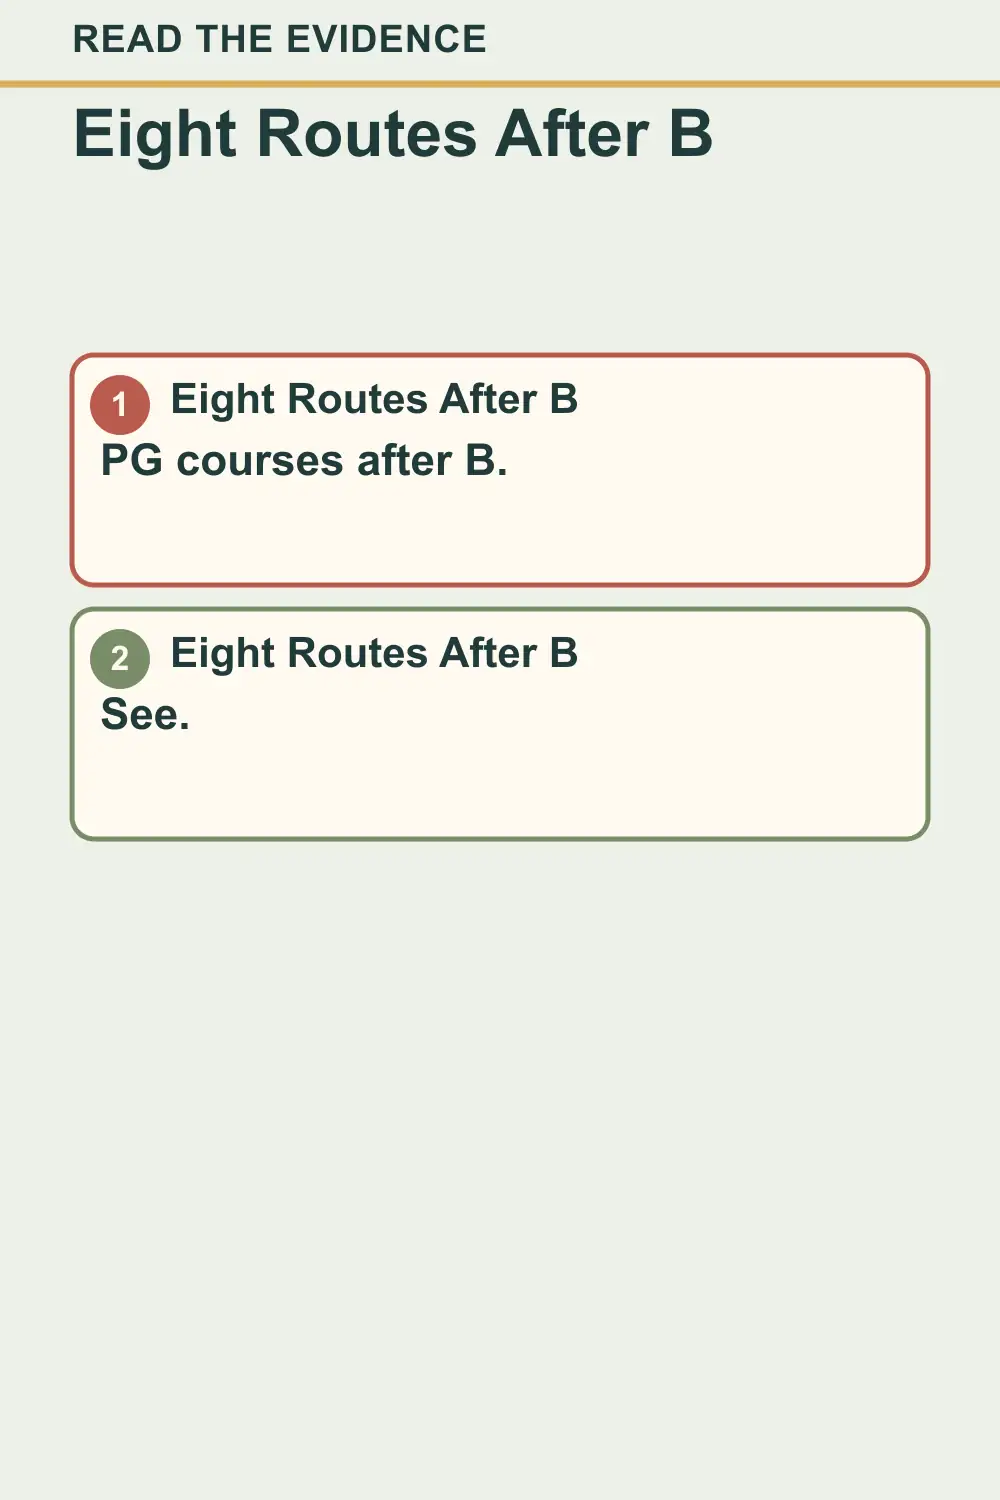 READ THE EVIDENCE
Eight Routes After B
1 Eight Routes After B
PG courses after B.
2 Eight Routes After B
See.